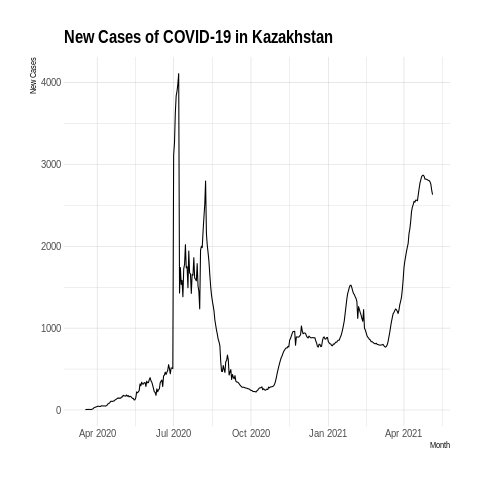 New Cases of COVID-19 in Kazakhstan
New Cases
4000
3000
2000
1000
0
Apr 2020 Jul 2020 Oct 2020 Jan 2021 Apr 2021
Month